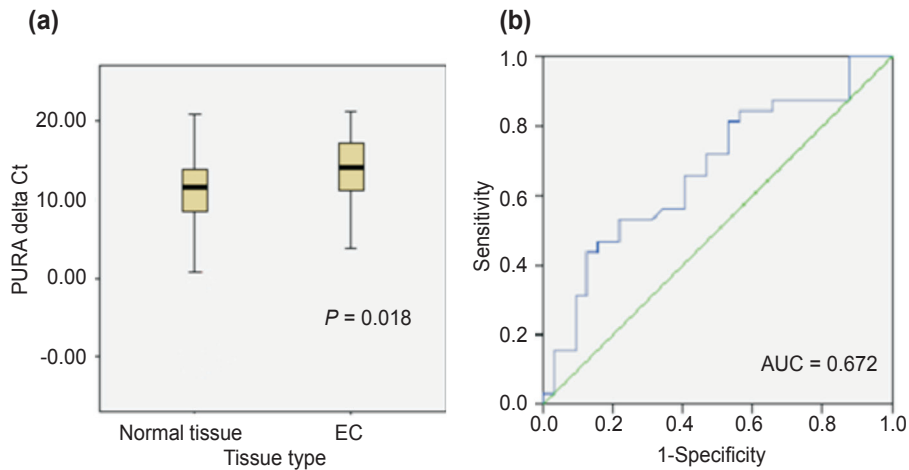 (a)
PURA delta Ct
20.00
10.00
0.00
-0.00
P = 0.018
Normal tissue
EC
Tissue type
(b)
Sensitivity
1.0
0.8
0.6
0.4
0.2
0.0
AUC = 0.672
0.0 0.2 0.4 0.6 0.8 1.0
1-Specificity